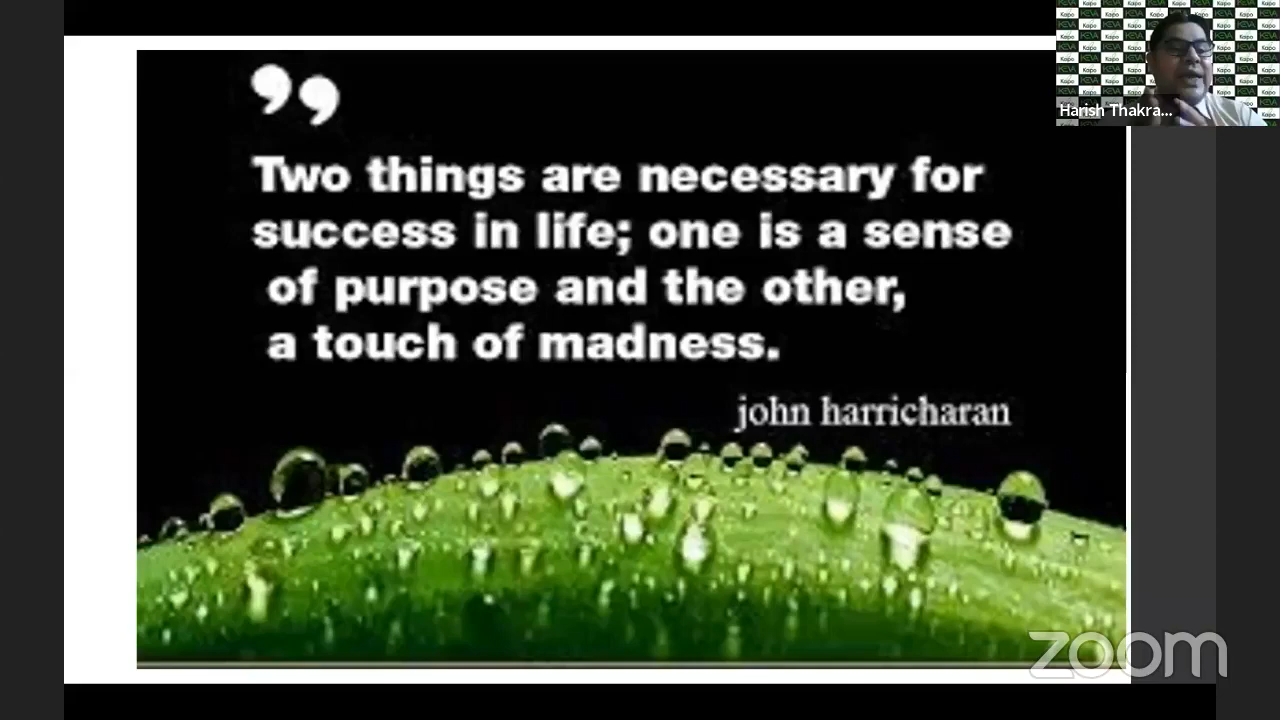 ”
Two things are necessary for
success in life; one is a sense
of purpose and the other,
a touch of madness.
john harricharan
Harish Thakra...
zoom